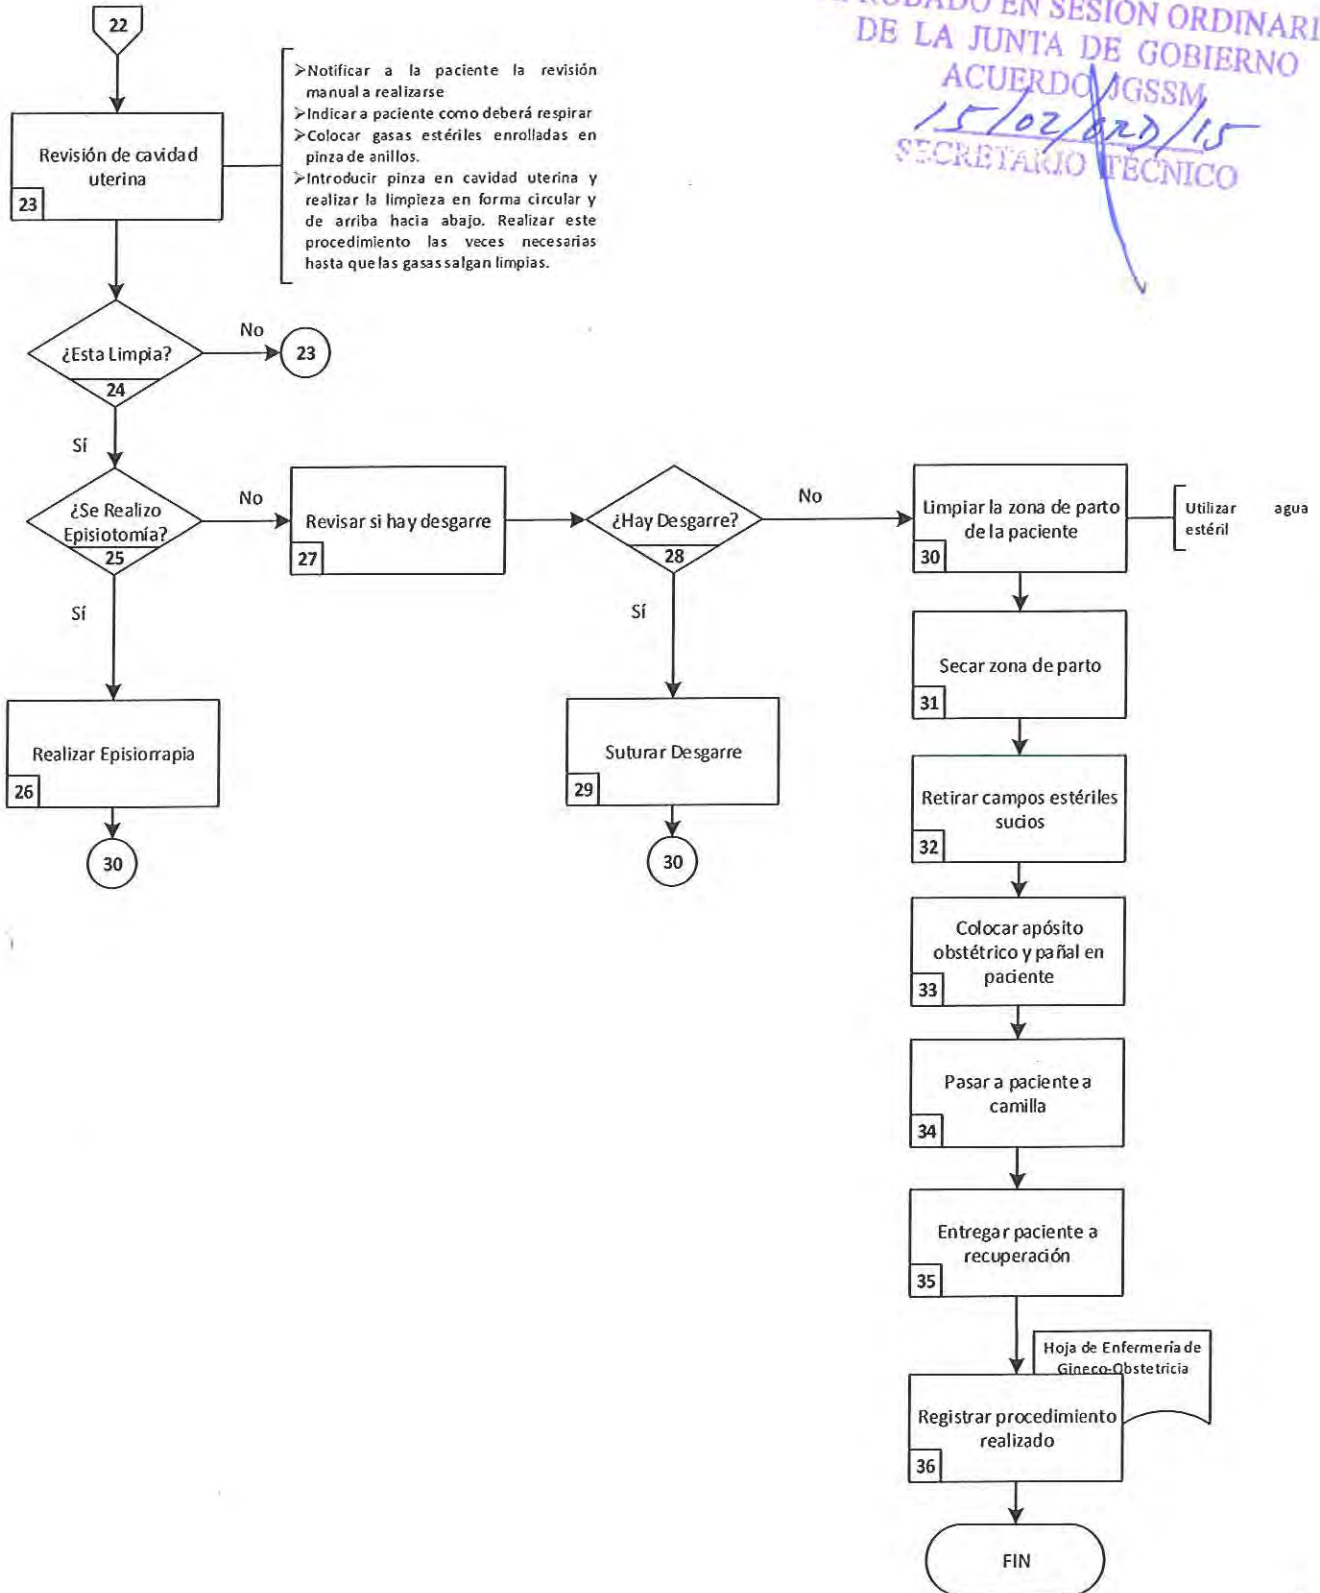 EN SESIÓN
DE LA JUNTA DE GOBIERNO
ACUERDO JGSSM
15/02/ORD/15
SECRETARIO TÉCNICO
22
➢Notificar a la paciente la revisión
manual a realizarse
➢Indicar a paciente como deberá respirar
➢Colocar gasas estériles enrolladas en
pinza de anillos.
➢Introducir pinza en cavidad uterina y
realizar la limpieza en forma circular y
de arriba hacia abajo. Realizar este
procedimiento las veces necesarias
hasta que las gasas salgan limpias.
Revisión de cavidad
uterina
23
¿Esta Limpia?
24
No
23
Sí
¿Se Realizo
Episiotomía?
25
No
Revisar si hay desgarre
27
¿Hay Desgarre?
28
No
Limpiar la zona de parto
de la paciente
30
Utilizar agua
estéril
Sí
Sí
Secar zona de parto
31
Realizar Episiorrapia
26
30
Suturar Desgarre
29
30
Retirar campos estériles
sucios
32
Colocar apósito
obstétrico y pañal en
paciente
33
Pasar a paciente a
camilla
34
Entregar paciente a
recuperación
35
Hoja de Enfermería de
Gineco-Obstetricia
Registrar procedimiento
realizado
36
FIN